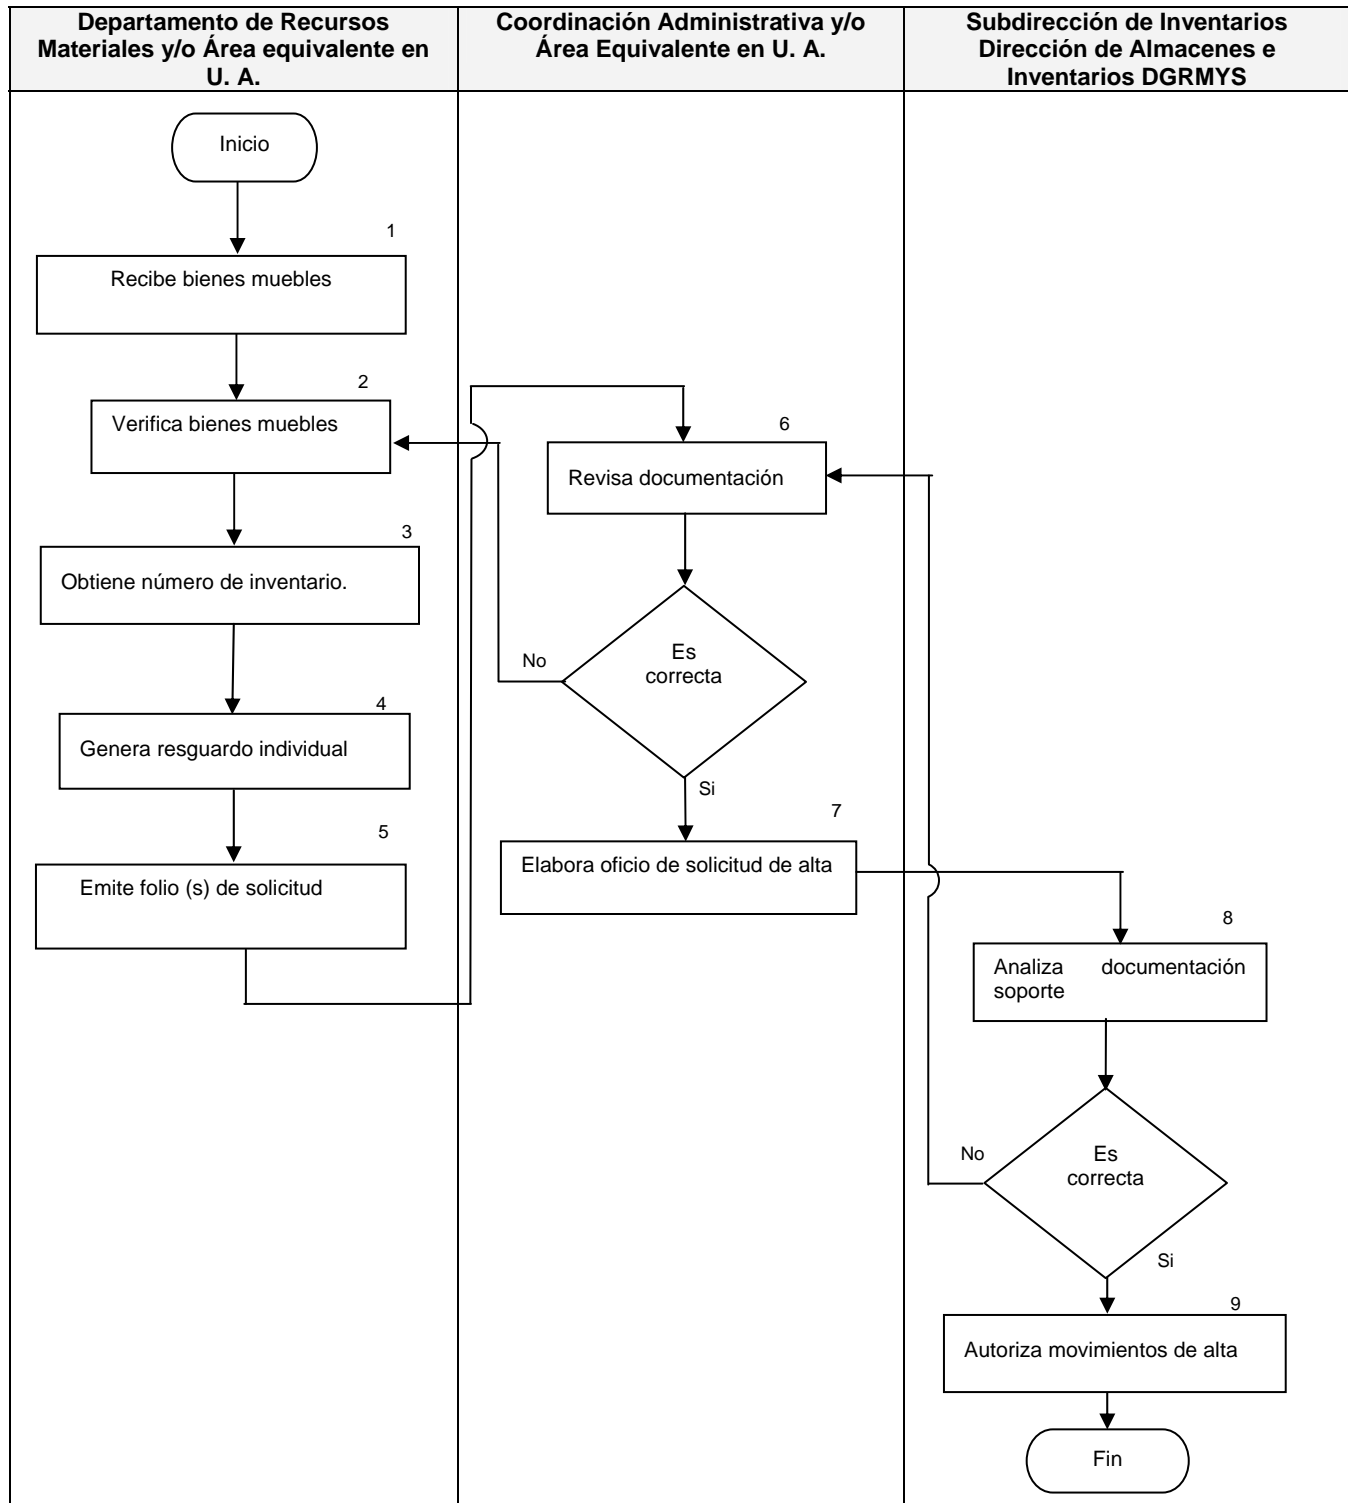 Departamento de Recursos
Materiales y/o Área equivalente en
U. A.
Coordinación Administrativa y/o
Área Equivalente en U. A.
Subdirección de Inventarios
Dirección de Almacenes e
Inventarios DGRMYS
Inicio
1
Recibe bienes muebles
2
Verifica bienes muebles
3
Obtiene número de inventario.
4
Genera resguardo individual
5
Emite folio (s) de solicitud
6
Revisa documentación
Es
correcta
No
Si
7
Elabora oficio de solicitud de alta
8
Analiza documentación
soporte
Es
correcta
No
Si
9
Autoriza movimientos de alta
Fin